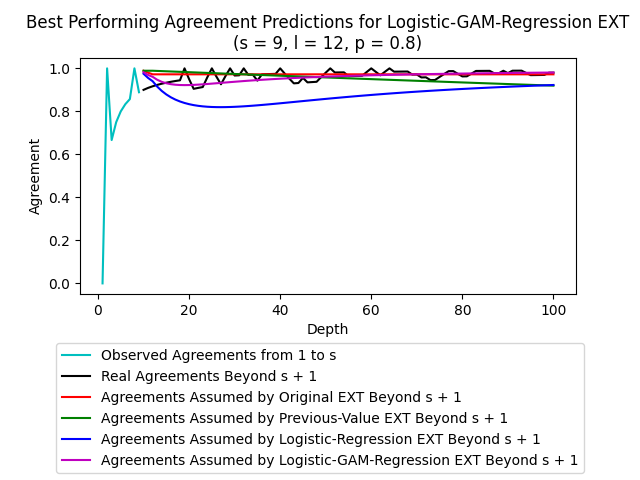 Best Performing Agreement Predictions for Logistic-GAM-Regression EXT
(s = 9, l = 12, p = 0.8)
1.0
0.8
0.6
0.4
0.2
0.0
Agreement
0
20
40
60
80
100
Depth
Observed Agreements from 1 to s
Real Agreements Beyond s + 1
Agreements Assumed by Original EXT Beyond s + 1
Agreements Assumed by Previous-Value EXT Beyond s + 1
Agreements Assumed by Logistic-Regression EXT Beyond s + 1
Agreements Assumed by Logistic-GAM-Regression EXT Beyond s + 1